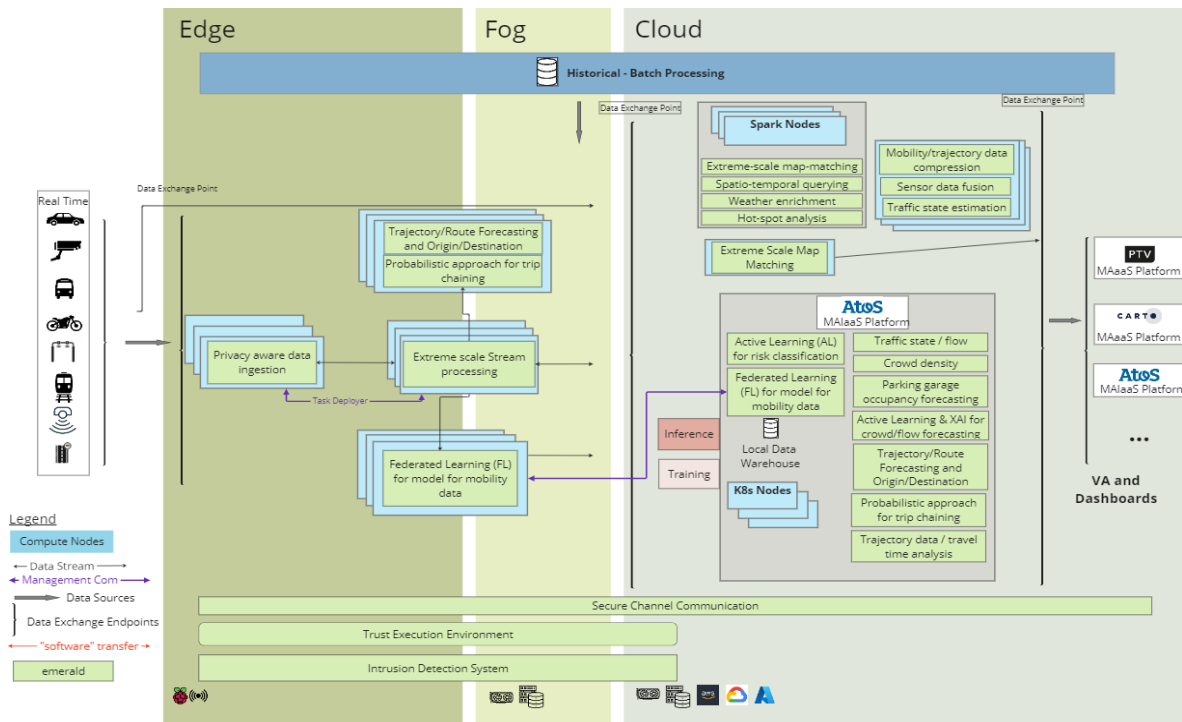 Edge
Fog
Cloud
Historical - Batch Processing
Data Exchange Point
Data Exchange Point
Data Exchange Point
Real Time
Spark Nodes
Extreme-scale map-matching
Spatio-temporal querying
Weather enrichment
Hot-spot analysis
Mobility/trajectory data
compression
Sensor data fusion
Traffic state estimation
Trajectory/Route Forecasting
and Origin/Destination
Probabilistic approach for trip
chaining
Extreme Scale Map
Matching
PTV
MAaaS Platform
CARTO
MAaaS Platform
Atos
MAIaaS Platform
...
VA and
Dashboards
Privacy aware data
ingestion
Extreme scale Stream
processing
Task Deployer
Federated Learning (FL)
for model for mobility
data
Atos
MAIaaS Platform
Active Learning (AL)
for risk classification
Federated Learning
(FL) for model for
mobility data
Local Data
Warehouse
K8s Nodes
Inference
Training
Traffic state / flow
Crowd density
Parking garage
occupancy forecasting
Active Learning & XAI for
crowd/flow forecasting
Trajectory/Route
Forecasting and
Origin/Destination
Probabilistic approach
for trip chaining
Trajectory data / travel
time analysis
Legend
Compute Nodes
Data Stream
Management Com
Data Sources
Data Exchange Endpoints
"software" transfer
emerald
Secure Channel Communication
Trust Execution Environment
Intrusion Detection System
aws